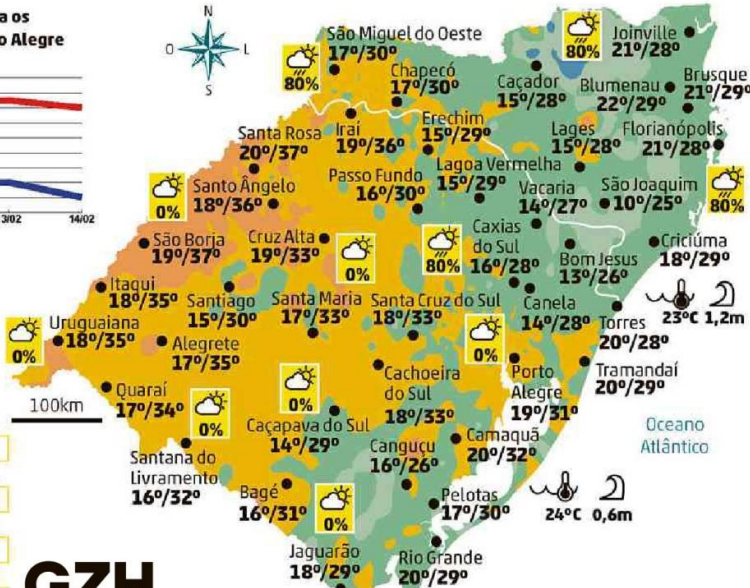 a os
o Alegre
3/02
14/02
N
O
L
S
São Miguel do Oeste
17º/30º
80%
Chapecó
17º/30º
Caçador
15º/28º
80%
Joinville
21º/28º
Blumenau
22º/29º
Brusque
21º/29º
Santa Rosa
20º/37º
Iraí
19º/36º
Erechim
15º/29º
Lages
15º/28º
Florianópolis
21º/28º
0%
Santo Ângelo
18º/36º
Passo Fundo
16º/30º
Lagoa Vermelha
15º/29º
Vacaria
14º/27º
São Joaquim
10º/25º
80%
São Borja
19º/37º
Cruz Alta
19º/33º
0%
80%
Caxias
do Sul
16º/28º
Bom Jesus
13º/26º
Criciúma
18º/29º
Itaqui
18º/35º
Santiago
15º/30º
Santa Maria
17º/33º
Santa Cruz do Sul
18º/33º
Canela
14º/28º
23ºC
1,2m
Torres
20º/28º
0%
Uruguaiana
18º/35º
Alegrete
17º/35º
0%
Cachoeira
do Sul
18º/33º
Porto
Alegre
19º/31º
Tramandaí
20º/29º
100km
Quaraí
17º/34º
0%
0%
Caçapava do Sul
14º/29º
Camaquã
20º/32º
Oceano
Atlântico
Santana do
Livramento
16º/32º
Canguçu
16º/26º
Bagé
16º/31º
0%
Pelotas
17º/30º
24ºC
0,6m
GZH
Jaguarão
18º/29º
Rio Grande
20º/29º